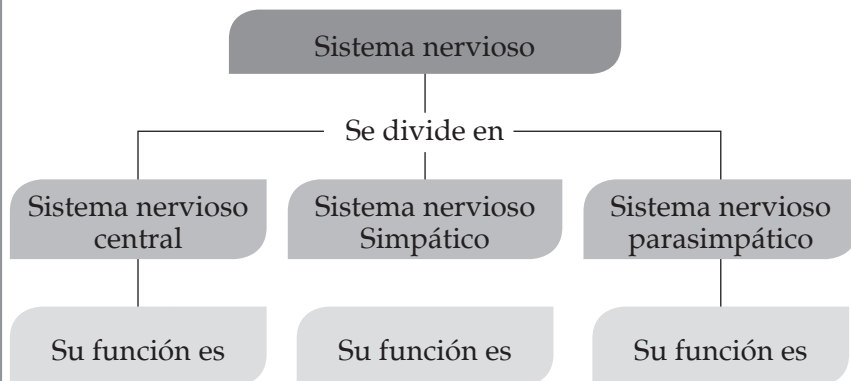 Sistema nervioso
Se divide en
Sistema nervioso
central
Sistema nervioso
Simpático
Sistema nervioso
parasimpático
Su función es
Su función es
Su función es